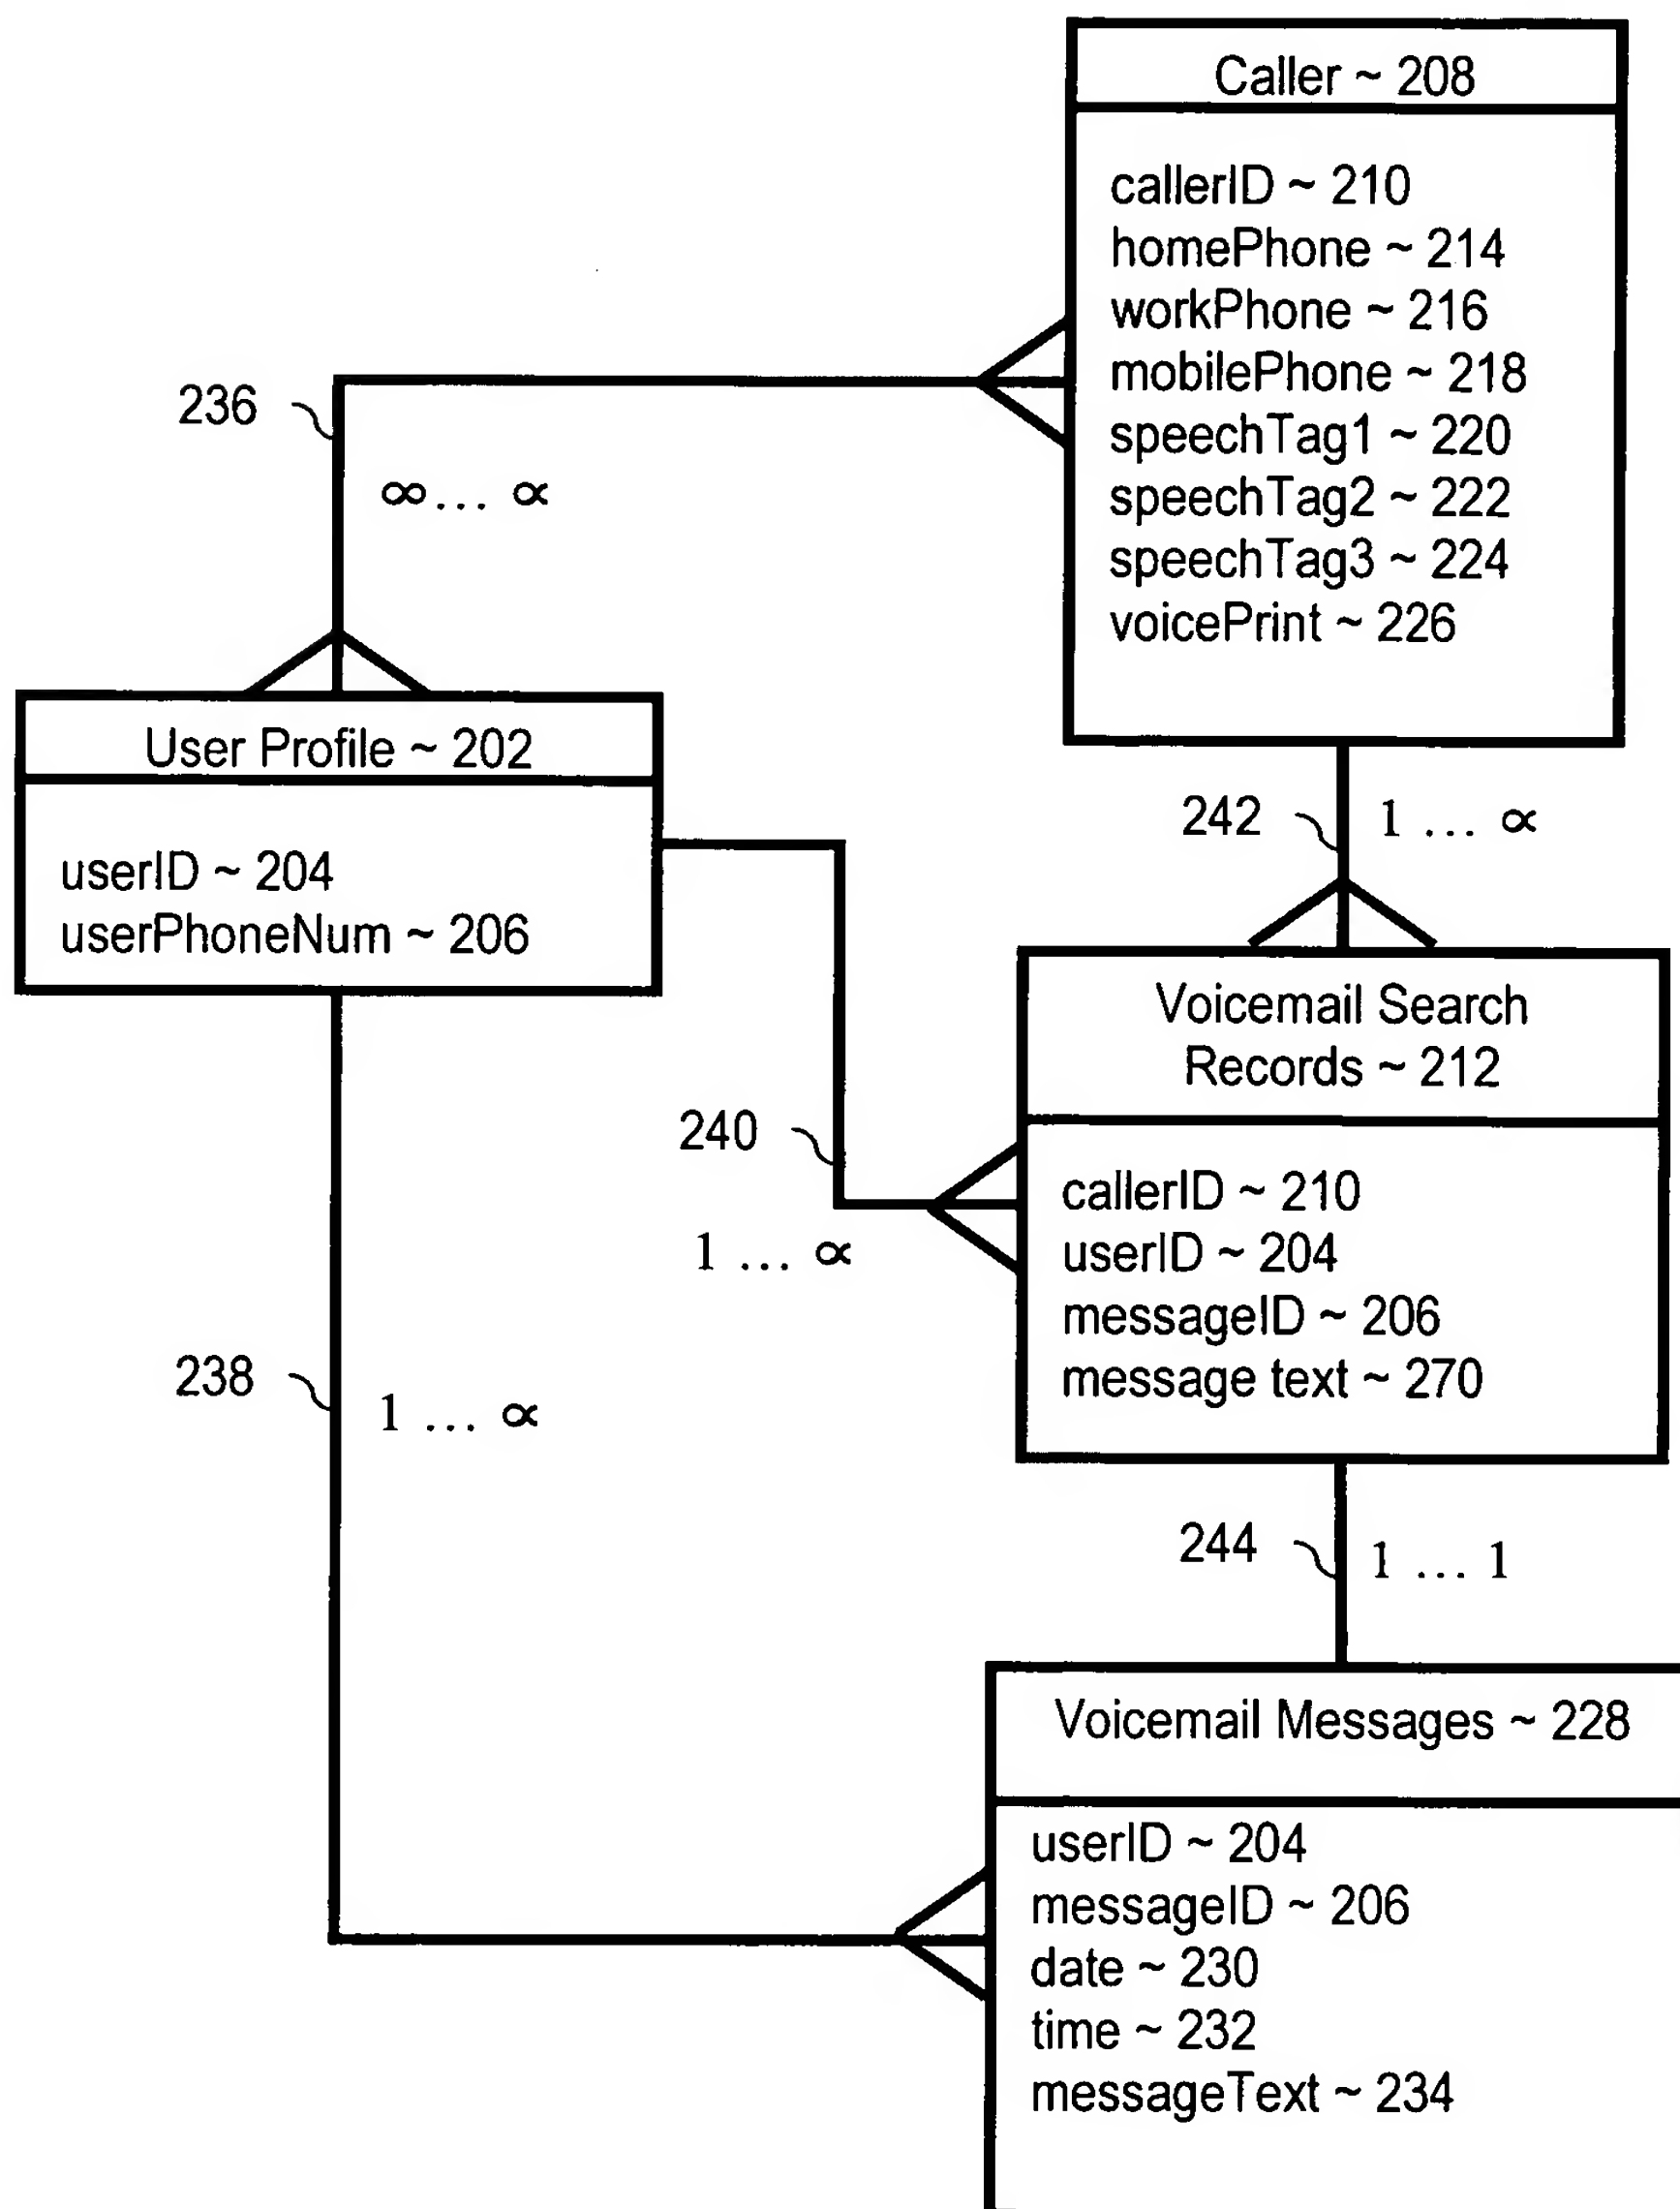 Caller ~ 208
callerID ~ 210
homePhone ~ 214
workPhone ~ 216
mobilePhone ~ 218
speechTag1 ~ 220
speechTag2 ~ 222
speechTag3 ~ 224
voicePrint ~ 226
236
∞... ∝
User Profile ~ 202
userID ~ 204
userPhoneNum ~ 206
242
1 ... ∝
Voicemail Search
Records ~ 212
callerID ~ 210
userID ~ 204
messageID ~ 206
message text ~ 270
240
1 ... ∝
238
1 ... ∝
244
1 ... 1
Voicemail Messages ~ 228
userID ~ 204
messageID ~ 206
date ~ 230
time ~ 232
messageText ~ 234